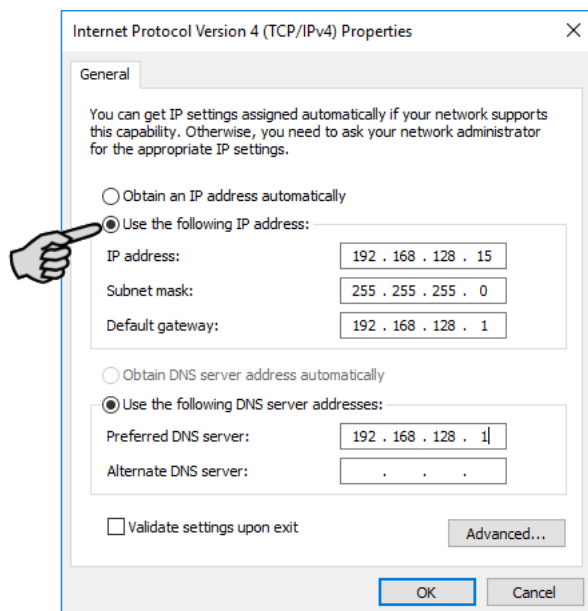 Internet Protocol Version 4 (TCP/IPv4) Properties
General
You can get IP settings assigned automatically if your network supports
this capability. Otherwise, you need to ask your network administrator
for the appropriate IP settings.
Obtain an IP address automatically
Use the following IP address:
IP address: 192 . 168 . 128 . 15
Subnet mask: 255 . 255 . 255 . 0
Default gateway: 192 . 168 . 128 . 1
Obtain DNS server address automatically
Use the following DNS server addresses:
Preferred DNS server: 192 . 168 . 128 . 1
Alternate DNS server: . . .
Validate settings upon exit
Advanced...
OK Cancel